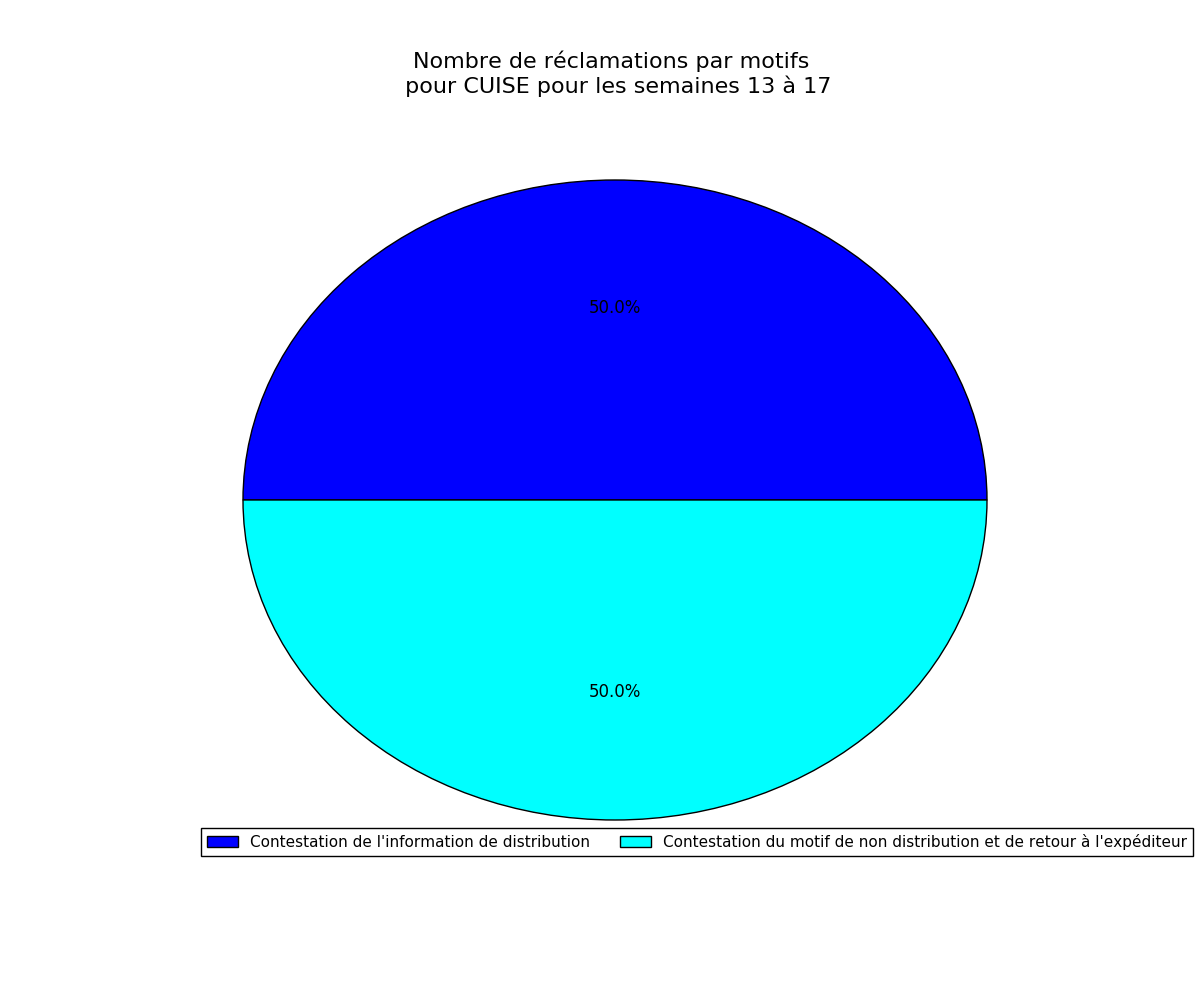 Nombre de réclamations par motifs
pour CUISE pour les semaines 13 à 17
50.0%
50.0%
Contestation de l'information de distribution Contestation du motif de non distribution et de retour à l'expéditeur